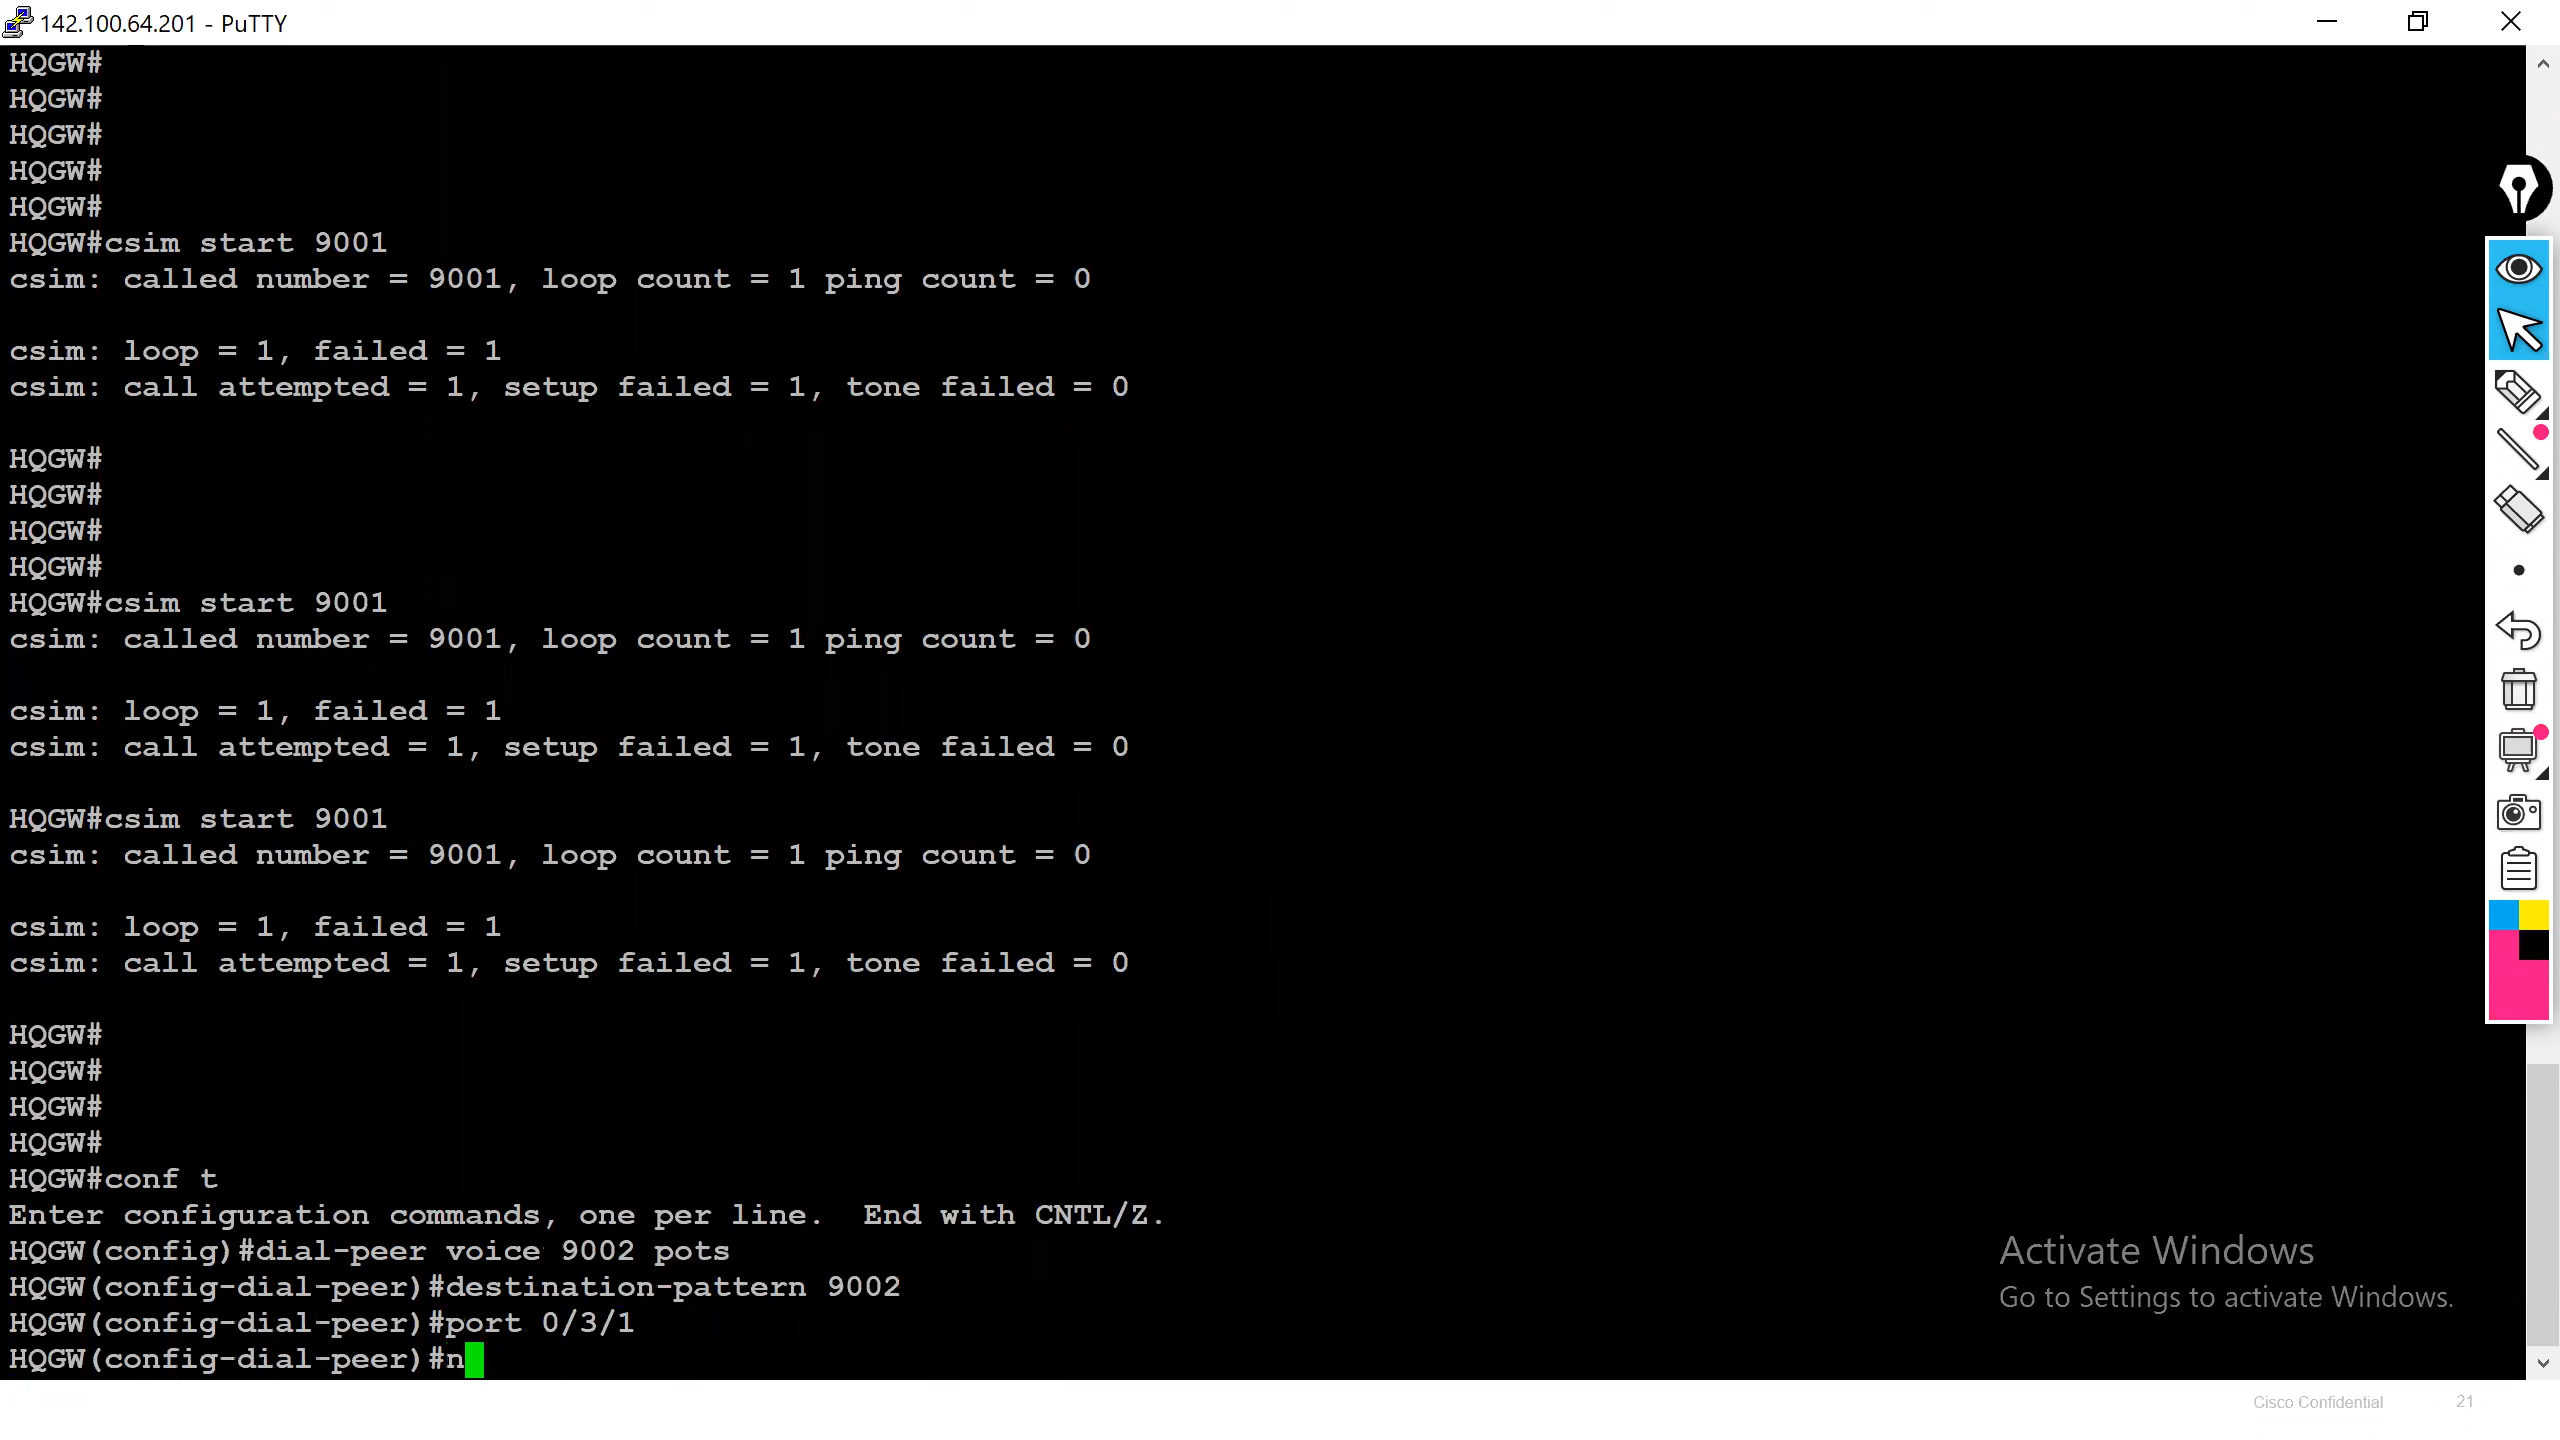 142.100.64.201 - PuTTY
HQGW#
HQGW#
HQGW#
HQGW#
HQGW#
HQGW#csim start 9001
csim: called number = 9001, loop count = 1 ping count = 0
csim: loop = 1, failed = 1
csim: call attempted = 1, setup failed = 1, tone failed = 0
HQGW#
HQGW#
HQGW#
HQGW#
HQGW#csim start 9001
csim: called number = 9001, loop count = 1 ping count = 0
csim: loop = 1, failed = 1
csim: call attempted = 1, setup failed = 1, tone failed = 0
HQGW#csim start 9001
csim: called number = 9001, loop count = 1 ping count = 0
csim: loop = 1, failed = 1
csim: call attempted = 1, setup failed = 1, tone failed = 0
HQGW#
HQGW#
HQGW#
HQGW#
HQGW#conf t
Enter configuration commands, one per line.  End with CNTL/Z.
HQGW(config)#dial-peer voice 9002 pots
HQGW(config-dial-peer)#destination-pattern 9002
HQGW(config-dial-peer)#port 0/3/1
HQGW(config-dial-peer)#n
Activate Windows
Go to Settings to activate Windows.
Cisco Confidential
21